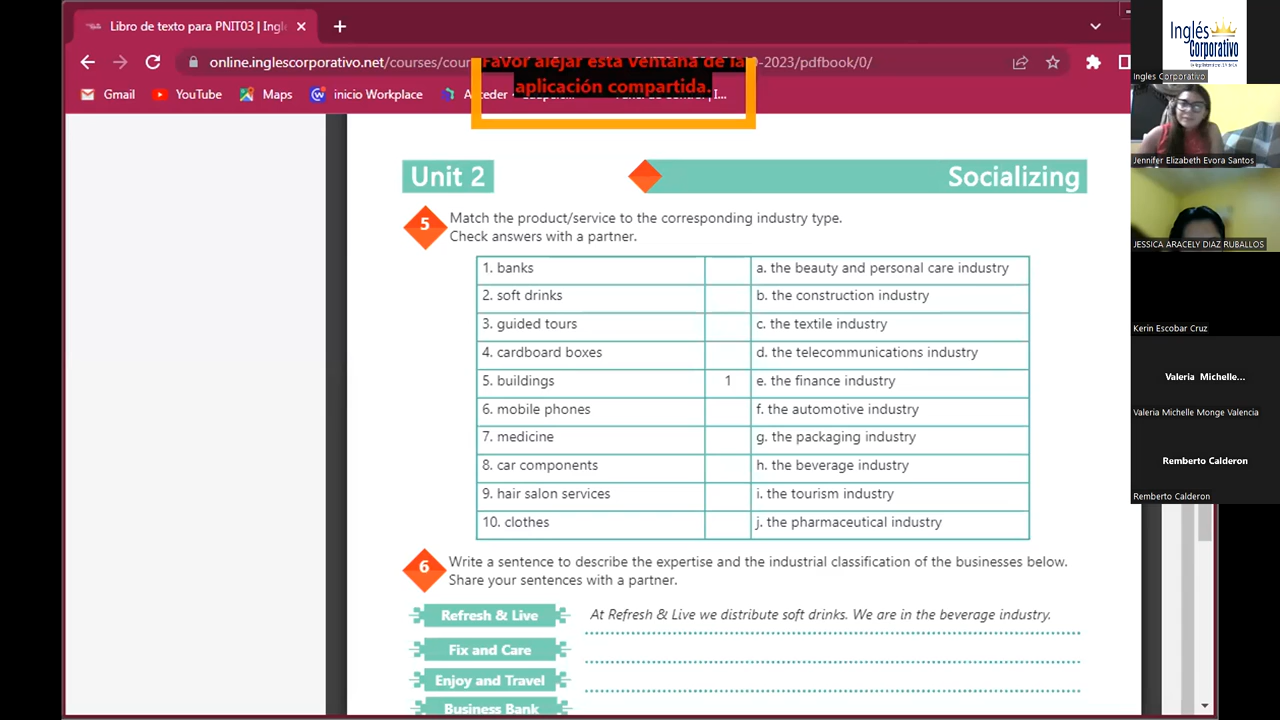 Libro de texto para PNIT03 | Ingl
online.inglescorporativo.net/courses/cour
-2023/pdfbook/0/
Favor alejar esta ventana de la
aplicación compartida.
Gmail
YouTube
Maps
inicio Workplace
Acceder
Unit 2
Socializing
5
Match the product/service to the corresponding industry type.
Check answers with a partner.
1. banks
a. the beauty and personal care industry
2. soft drinks
b. the construction industry
3. guided tours
c. the textile industry
4. cardboard boxes
d. the telecommunications industry
5. buildings
1
e. the finance industry
6. mobile phones
f. the automotive industry
7. medicine
g. the packaging industry
8. car components
h. the beverage industry
9. hair salon services
i. the tourism industry
10. clothes
j. the pharmaceutical industry
6
Write a sentence to describe the expertise and the industrial classification of the businesses below.
Share your sentences with a partner.
Refresh & Live
At Refresh & Live we distribute soft drinks. We are in the beverage industry.
Fix and Care
Enjoy and Travel
Business Bank
Inglés
Corporativo
Ingles Corporativo
Jennifer Elizabeth Evora Santos
JESSICA ARACELY DIAZ RUBALLOS
Kerin Escobar Cruz
Valeria Michelle...
Valeria Michelle Monge Valencia
Remberto Calderon
Remberto Calderon